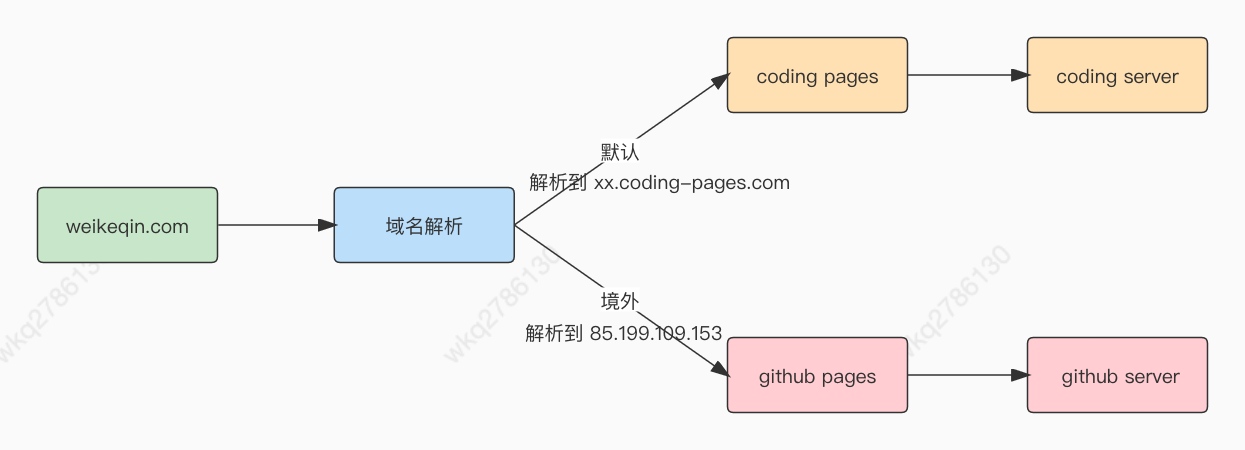 coding pages
coding server
默认
解析到 xx.coding-pages.com
weikeqin.com
域名解析
境外
解析到 85.199.109.153
github pages
github server
wkq2786130
wkq2786130
wkq2786130